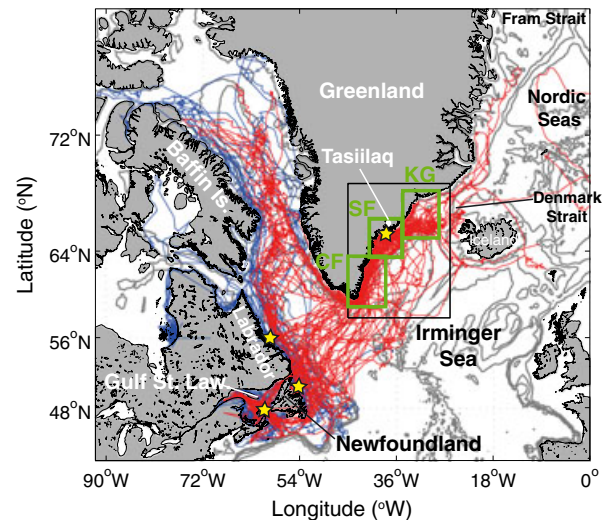 Fram Strait
Greenland
Nordic
Seas
72°N
Tasiilaq
Baffin Is.
KG
SF
Denmark
Strait
Iceland
64°N
CF
Latitude (°N)
Irminger
Sea
56°N
Labrador
Gulf St. Law.
48°N
Newfoundland
90°W 72°W 54°W 36°W 18°W 0°
Longitude (°W)